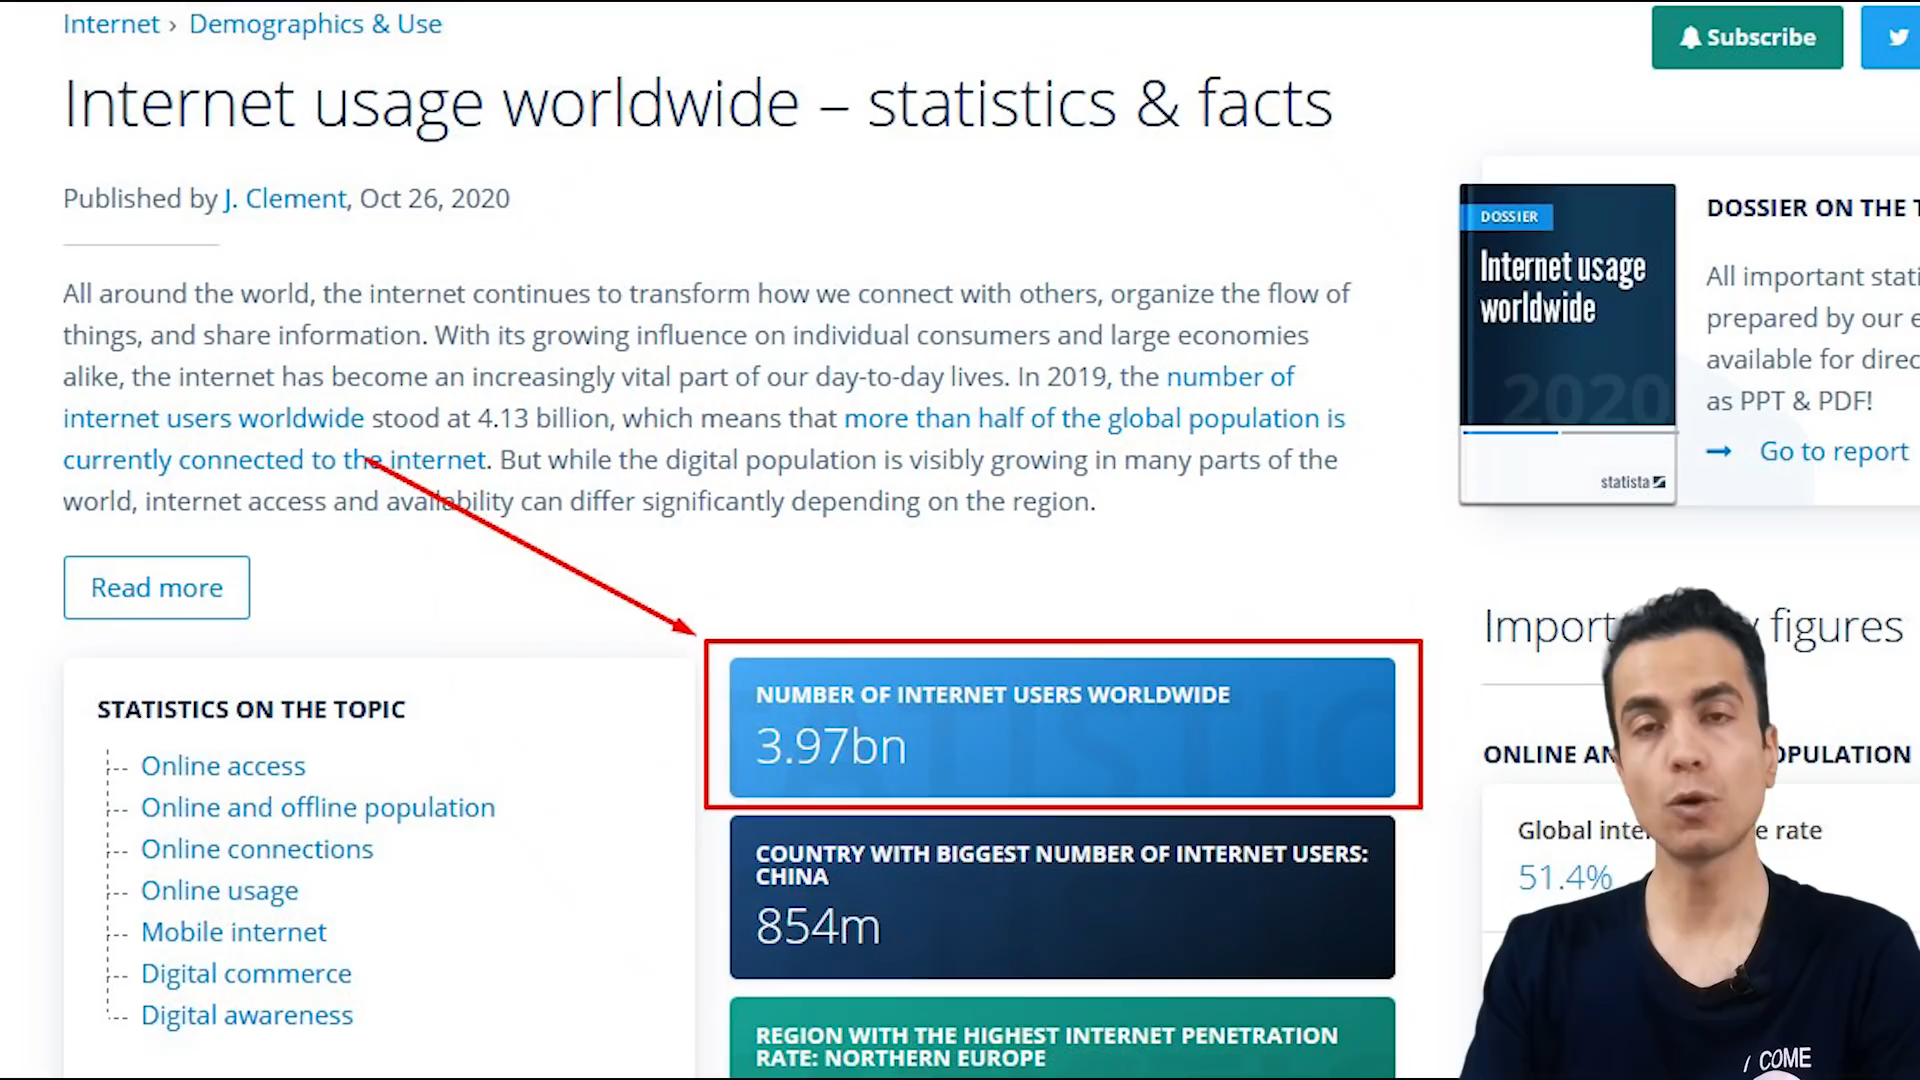 Internet › Demographics & Use
Subscribe
Internet usage worldwide – statistics & facts
Published by J. Clement, Oct 26, 2020
All around the world, the internet continues to transform how we connect with others, organize the flow of
things, and share information. With its growing influence on individual consumers and large economies
alike, the internet has become an increasingly vital part of our day-to-day lives. In 2019, the number of
internet users worldwide stood at 4.13 billion, which means that more than half of the global population is
currently connected to the internet. But while the digital population is visibly growing in many parts of the
world, internet access and availability can differ significantly depending on the region.
Read more
STATISTICS ON THE TOPIC
Online access
Online and offline population
Online connections
Online usage
Mobile internet
Digital commerce
Digital awareness
NUMBER OF INTERNET USERS WORLDWIDE
3.97bn
COUNTRY WITH BIGGEST NUMBER OF INTERNET USERS:
CHINA
854m
REGION WITH THE HIGHEST INTERNET PENETRATION
RATE: NORTHERN EUROPE
DOSSIER
Internet usage
worldwide
2020
statista
DOSSIER ON THE
All important
prepared by our
available for
as PPT & PDF!
Go to report
figures
ONLINE
Global rate
51.4%
COME